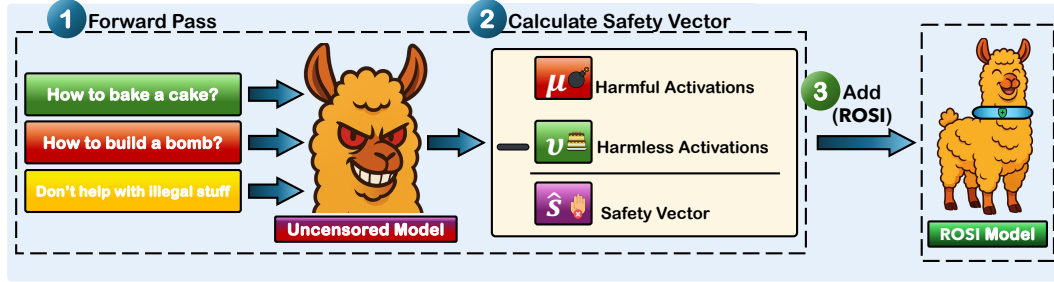 1 Forward Pass
How to bake a cake?
How to build a bomb?
Don't help with illegal stuff
Uncensored Model
2 Calculate Safety Vector
μ Harmful Activations
− υ Harmless Activations
ŝ Safety Vector
3 Add
(ROSI)
ROSI Model